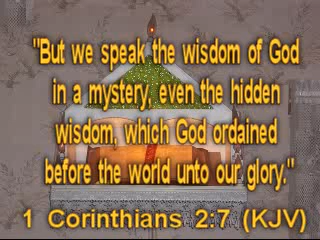 "But we speak the wisdom of God
in a mystery, even the hidden
wisdom, which God ordained
before the world unto our glory."
1 Corinthians 2:7 (KJV)